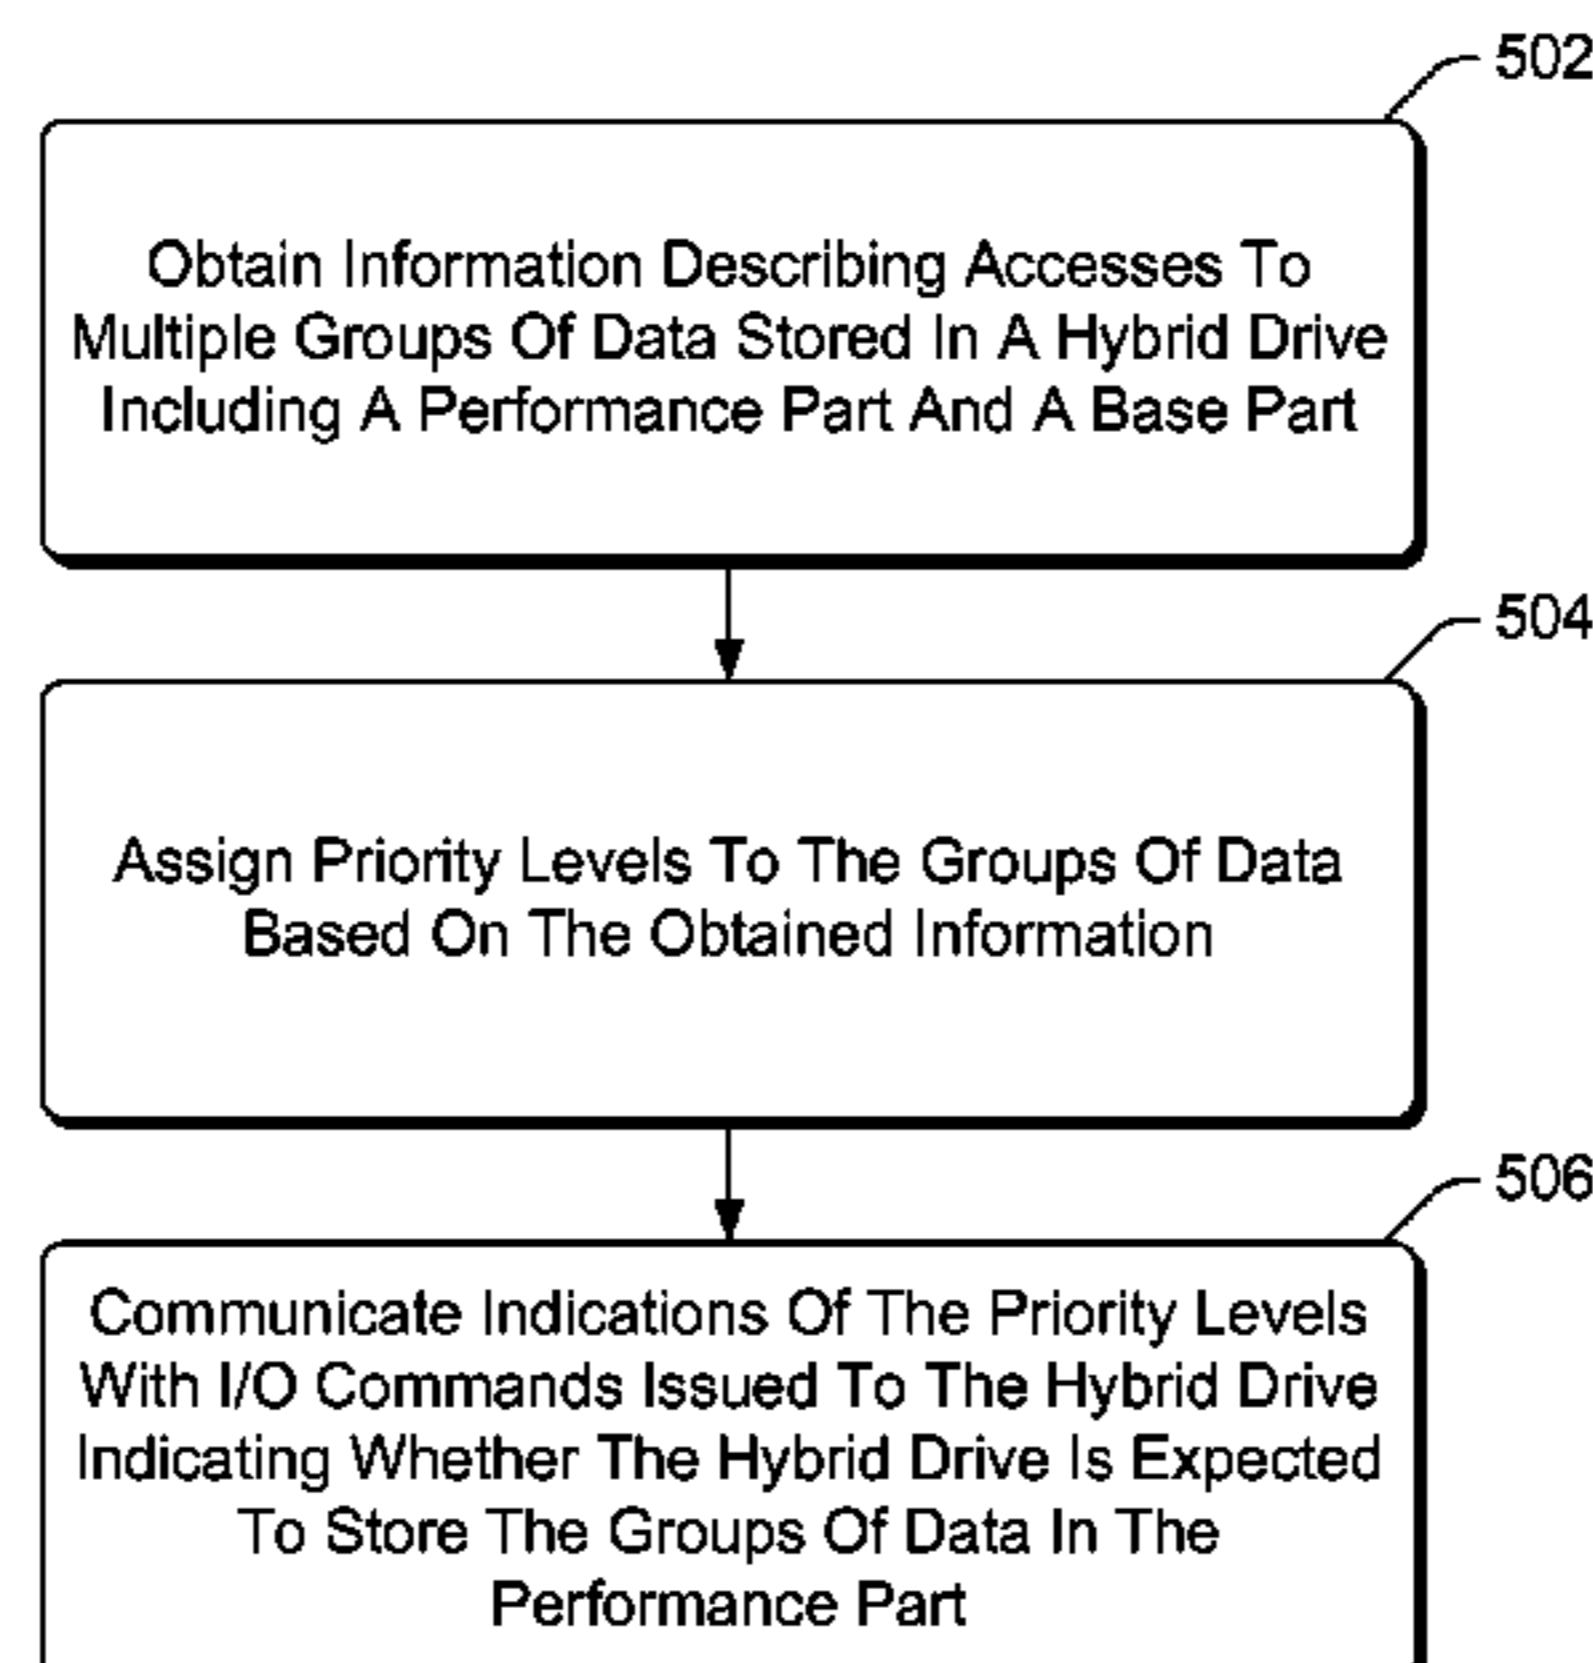 502
Obtain Information Describing Accesses To
Multiple Groups Of Data Stored In A Hybrid Drive
Including A Performance Part And A Base Part
504
Assign Priority Levels To The Groups Of Data
Based On The Obtained Information
506
Communicate Indications Of The Priority Levels
With I/O Commands Issued To The Hybrid Drive
Indicating Whether The Hybrid Drive Is Expected
To Store The Groups Of Data In The
Performance Part